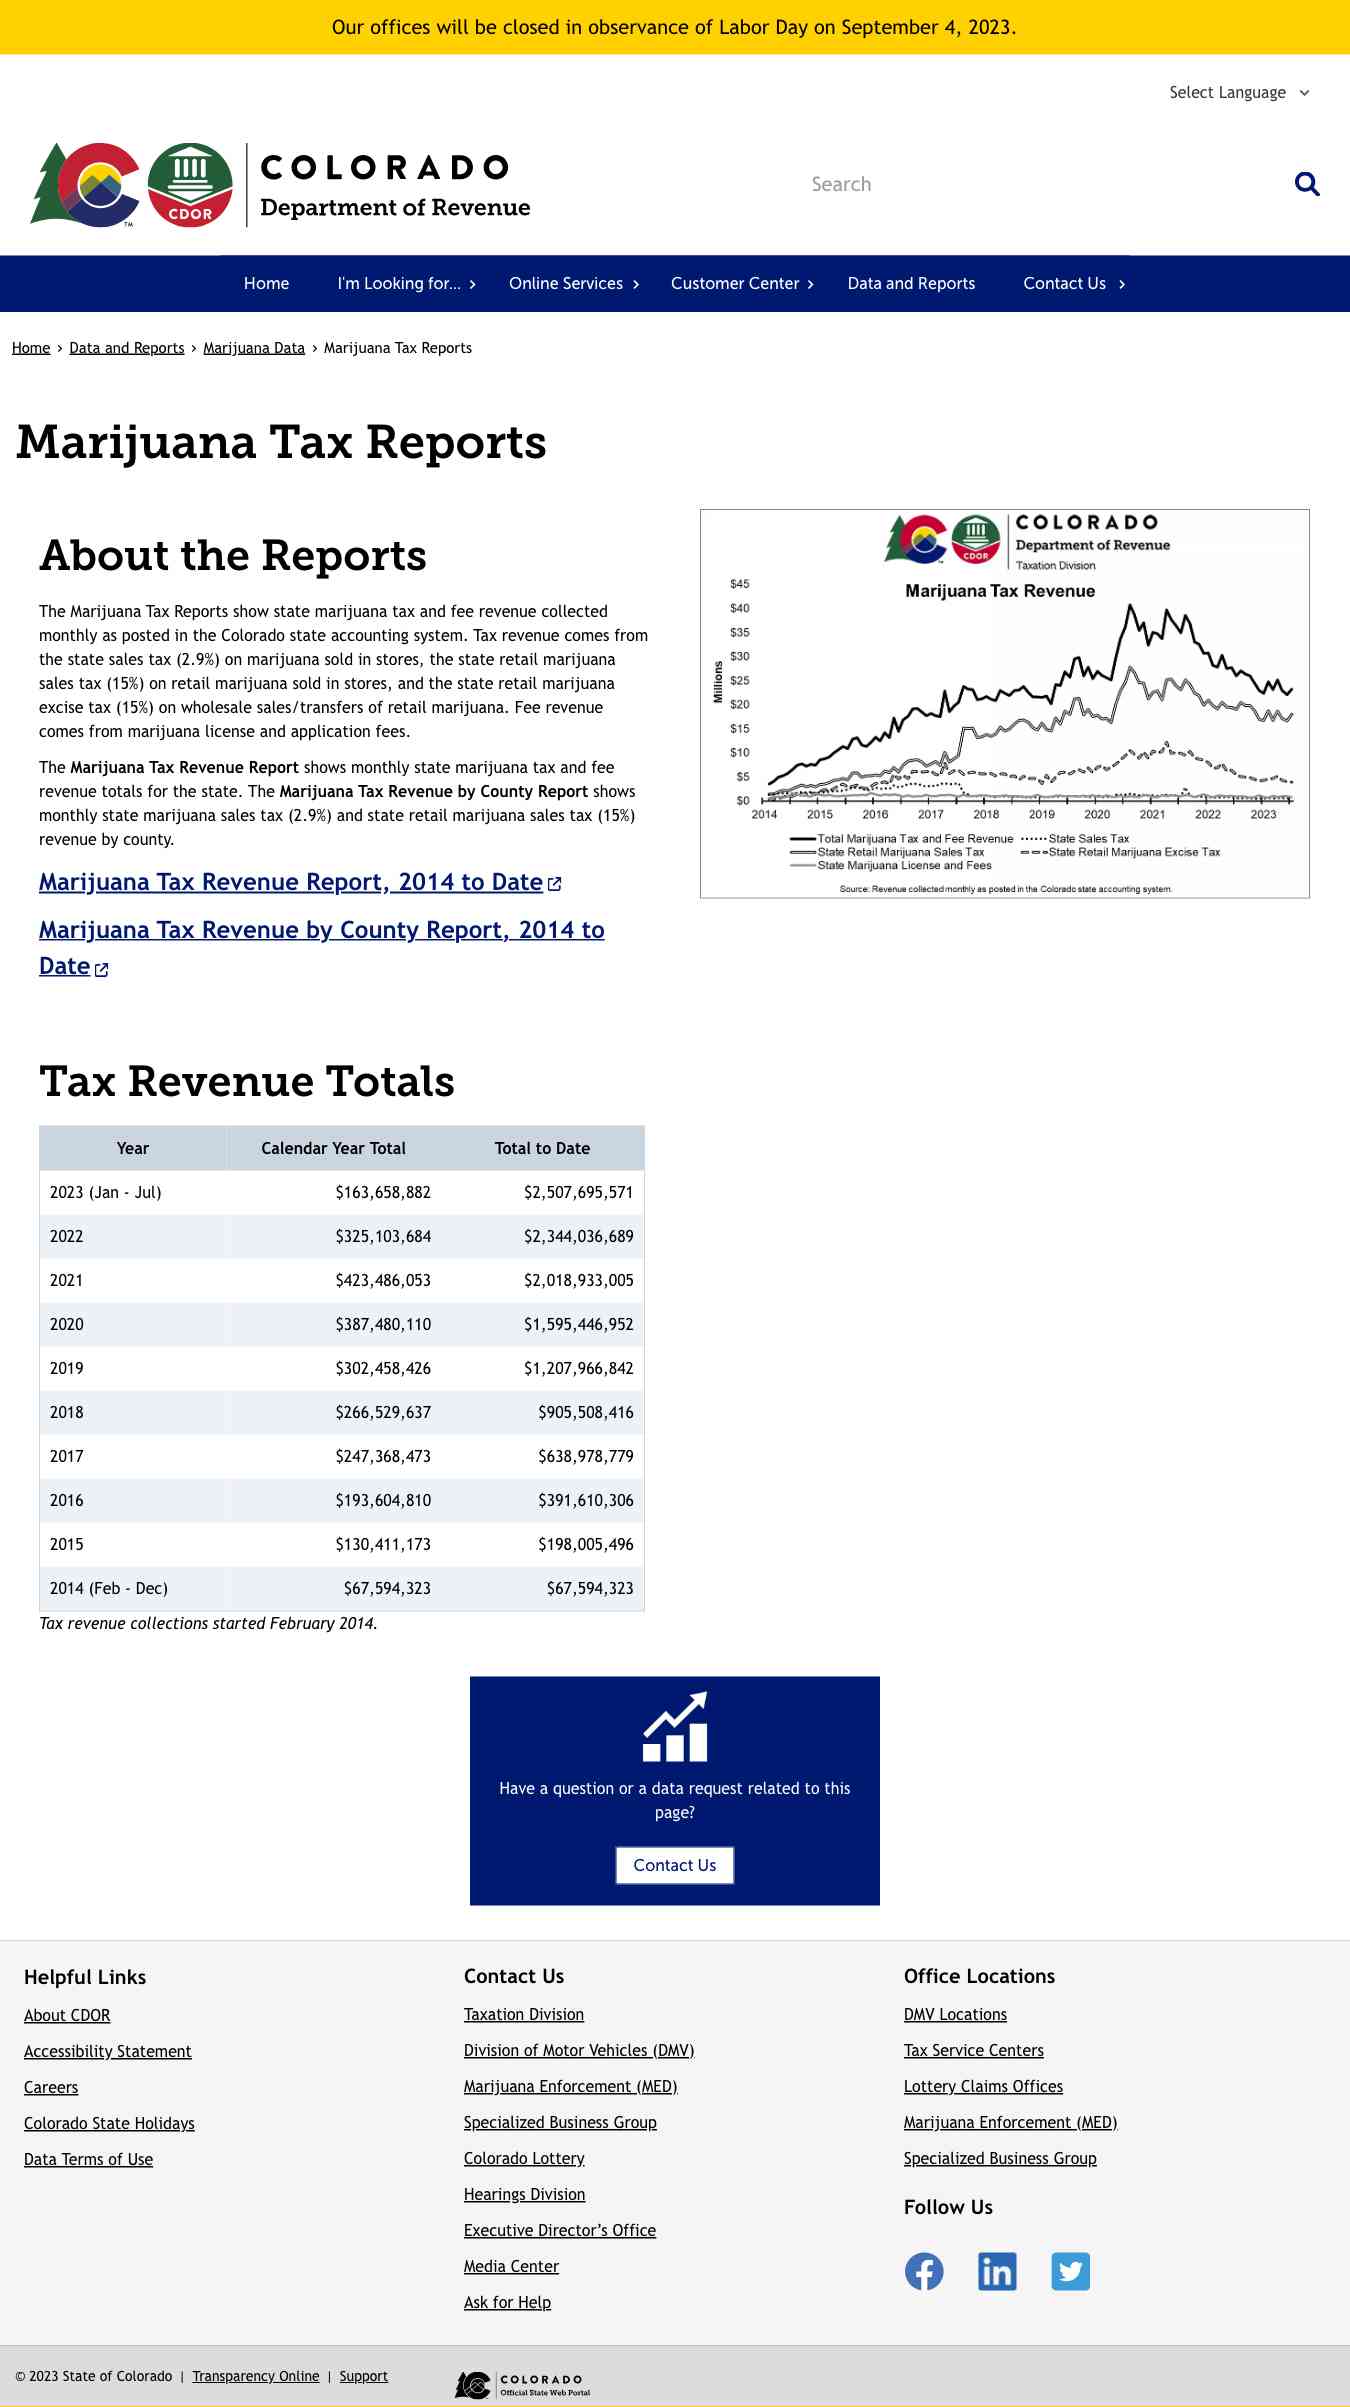 Our offices will be closed in observance of Labor Day on September 4, 2023.
Select Language
CDOR
TM
COLORADO
Department of Revenue
Search
Home
I'm Looking for...
Online Services
Customer Center
Data and Reports
Contact Us
Home › Data and Reports › Marijuana Data › Marijuana Tax Reports
Marijuana Tax Reports
About the Reports
The Marijuana Tax Reports show state marijuana tax and fee revenue collected
monthly as posted in the Colorado state accounting system. Tax revenue comes from
the state sales tax (2.9%) on marijuana sold in stores, the state retail marijuana
sales tax (15%) on retail marijuana sold in stores, and the state retail marijuana
excise tax (15%) on wholesale sales/transfers of retail marijuana. Fee revenue
comes from marijuana license and application fees.
The Marijuana Tax Revenue Report shows monthly state marijuana tax and fee
revenue totals for the state. The Marijuana Tax Revenue by County Report shows
monthly state marijuana sales tax (2.9%) and state retail marijuana sales tax (15%)
revenue by county.
Marijuana Tax Revenue Report, 2014 to Date
Marijuana Tax Revenue by County Report, 2014 to
Date
CDOR
COLORADO
Department of Revenue
Taxation Division
Marijuana Tax Revenue
Millions
$45
$40
$35
$30
$25
$20
$15
$10
$5
$0
2014 2015 2016 2017 2018 2019 2020 2021 2022 2023
Total Marijuana Tax and Fee Revenue State Sales Tax
State Retail Marijuana Sales Tax State Retail Marijuana Excise Tax
State Marijuana License and Fees
Source: Revenue collected monthly as posted in the Colorado state accounting system.
Tax Revenue Totals
Year Calendar Year Total Total to Date
2023 (Jan - Jul) $163,658,882 $2,507,695,571
2022 $325,103,684 $2,344,036,689
2021 $423,486,053 $2,018,933,005
2020 $387,480,110 $1,595,446,952
2019 $302,458,426 $1,207,966,842
2018 $266,529,637 $905,508,416
2017 $247,368,473 $638,978,779
2016 $193,604,810 $391,610,306
2015 $130,411,173 $198,005,496
2014 (Feb - Dec) $67,594,323 $67,594,323
Tax revenue collections started February 2014.
Have a question or a data request related to this
page?
Contact Us
Helpful Links
About CDOR
Accessibility Statement
Careers
Colorado State Holidays
Data Terms of Use
Contact Us
Taxation Division
Division of Motor Vehicles (DMV)
Marijuana Enforcement (MED)
Specialized Business Group
Colorado Lottery
Hearings Division
Executive Director’s Office
Media Center
Ask for Help
Office Locations
DMV Locations
Tax Service Centers
Lottery Claims Offices
Marijuana Enforcement (MED)
Specialized Business Group
Follow Us
© 2023 State of Colorado | Transparency Online | Support
COLORADO
Official State Web Portal